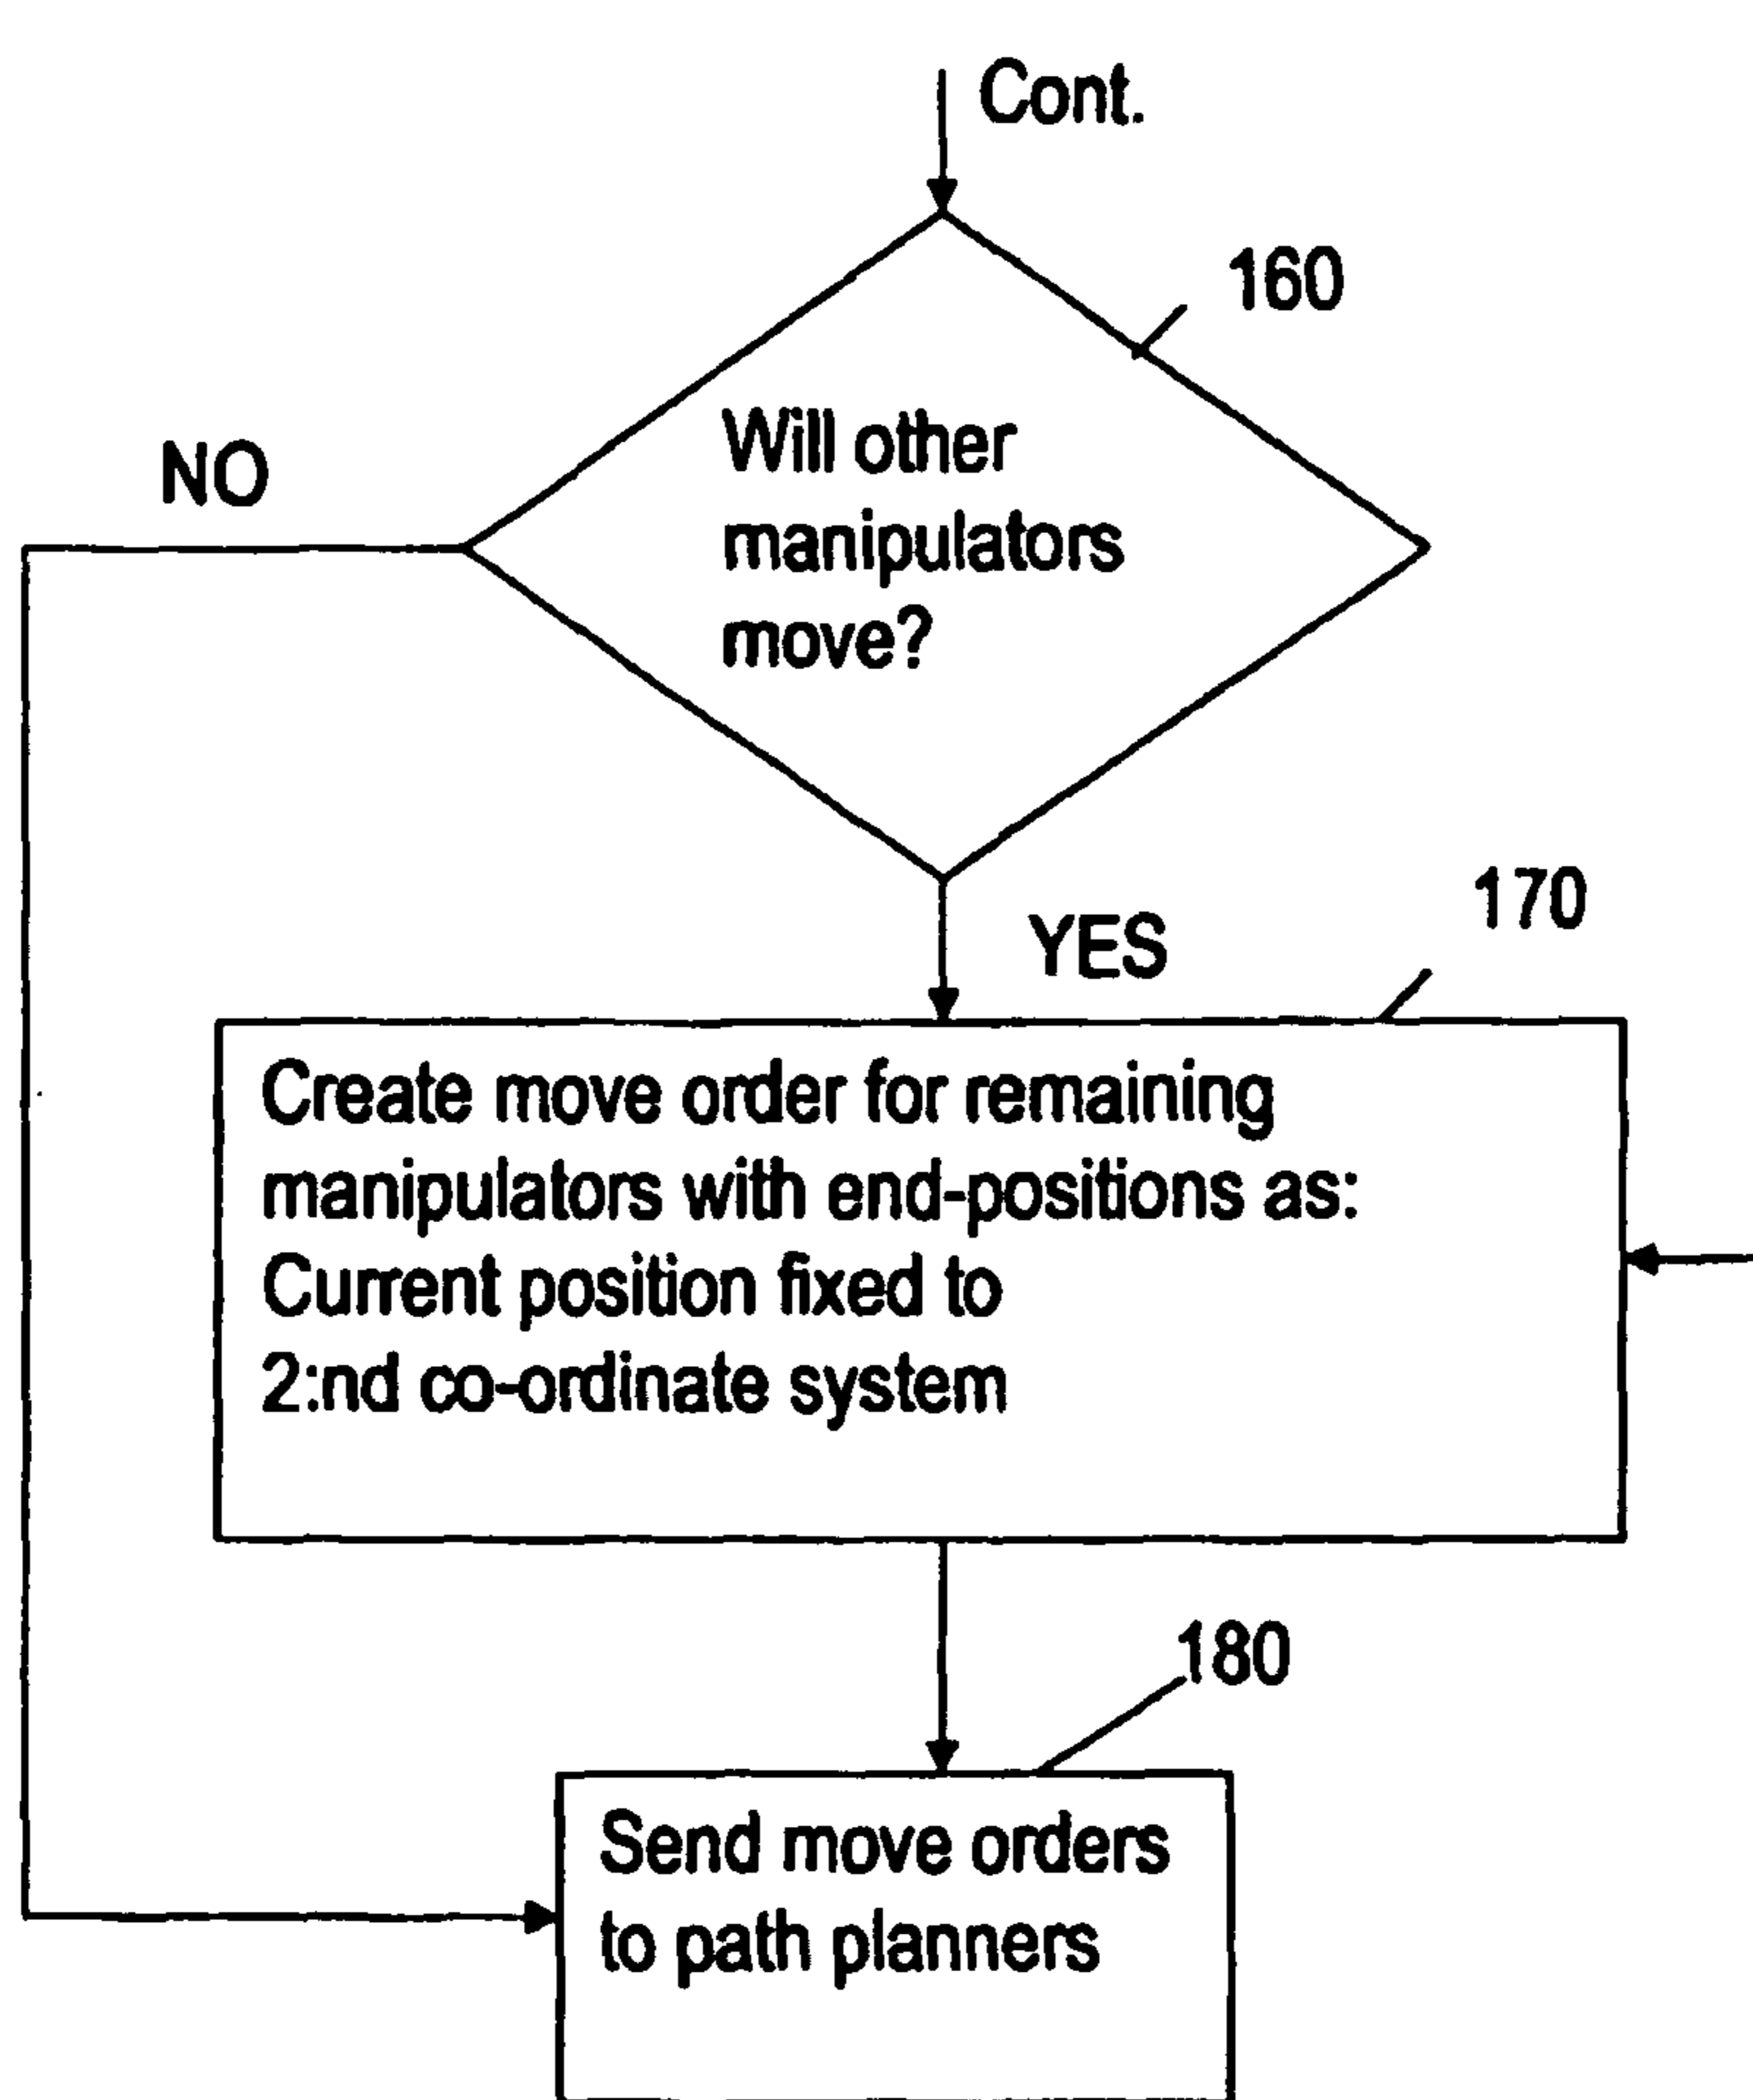 Cont.
160
Will other
manipulators
move?
NO
170
YES
Create move order for remaining
manipulators with end-positions as:
Current position fixed to
2:nd co-ordinate system
180
Send move orders
to path planners